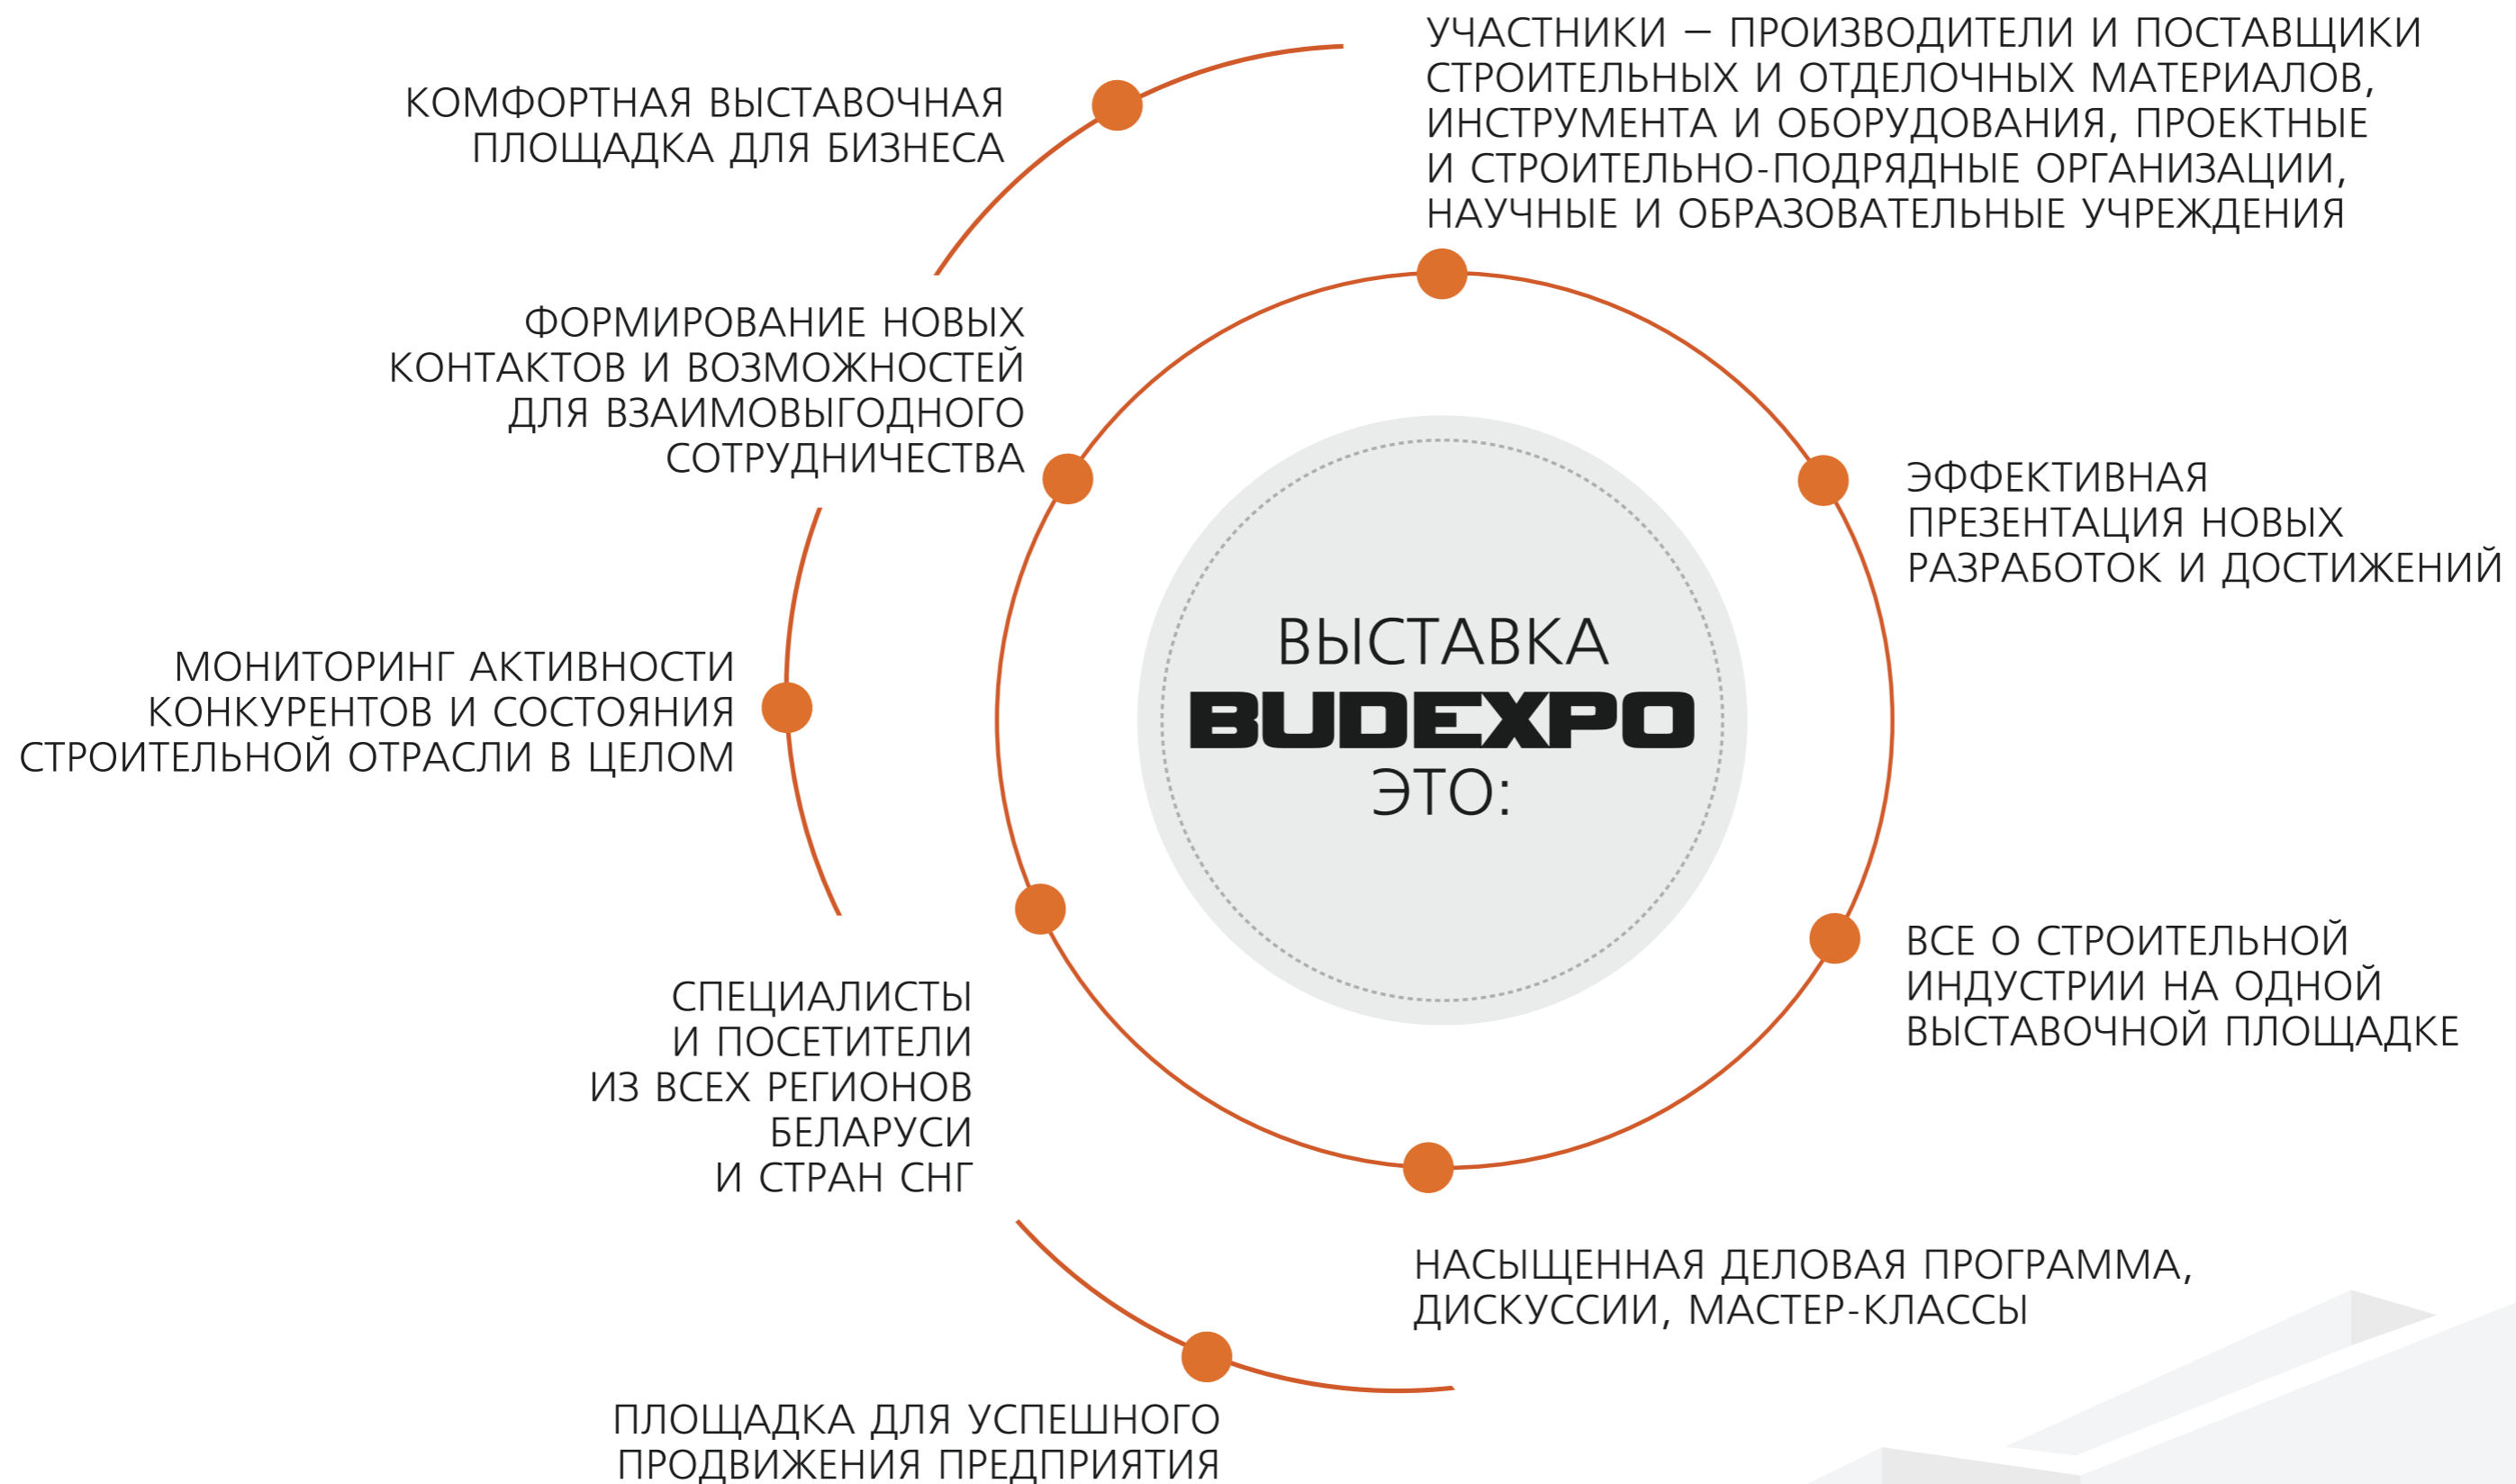 УЧАСТНИКИ – ПРОИЗВОДИТЕЛИ И ПОСТАВЩИКИ
СТРОИТЕЛЬНЫХ И ОТДЕЛОЧНЫХ МАТЕРИАЛОВ,
ИНСТРУМЕНТА И ОБОРУДОВАНИЯ, ПРОЕКТНЫЕ
И СТРОИТЕЛЬНО-ПОДРЯДНЫЕ ОРГАНИЗАЦИИ,
НАУЧНЫЕ И ОБРАЗОВАТЕЛЬНЫЕ УЧРЕЖДЕНИЯ
КОМФОРТНАЯ ВЫСТАВОЧНАЯ
ПЛОЩАДКА ДЛЯ БИЗНЕСА
ФОРМИРОВАНИЕ НОВЫХ
КОНТАКТОВ И ВОЗМОЖНОСТЕЙ
ДЛЯ ВЗАИМОВЫГОДНОГО
СОТРУДНИЧЕСТВА
ЭФФЕКТИВНАЯ
ПРЕЗЕНТАЦИЯ НОВЫХ
РАЗРАБОТОК И ДОСТИЖЕНИЙ
ВЫСТАВКА
BUDEXPO
ЭТО:
МОНИТОРИНГ АКТИВНОСТИ
КОНКУРЕНТОВ И СОСТОЯНИЯ
СТРОИТЕЛЬНОЙ ОТРАСЛИ В ЦЕЛОМ
ВСЕ О СТРОИТЕЛЬНОЙ
ИНДУСТРИИ НА ОДНОЙ
ВЫСТАВОЧНОЙ ПЛОЩАДКЕ
СПЕЦИАЛИСТЫ
И ПОСЕТИТЕЛИ
ИЗ ВСЕХ РЕГИОНОВ
БЕЛАРУСИ
И СТРАН СНГ
НАСЫЩЕННАЯ ДЕЛОВАЯ ПРОГРАММА,
ДИСКУССИИ, МАСТЕР-КЛАССЫ
ПЛОЩАДКА ДЛЯ УСПЕШНОГО
ПРОДВИЖЕНИЯ ПРЕДПРИЯТИЯ